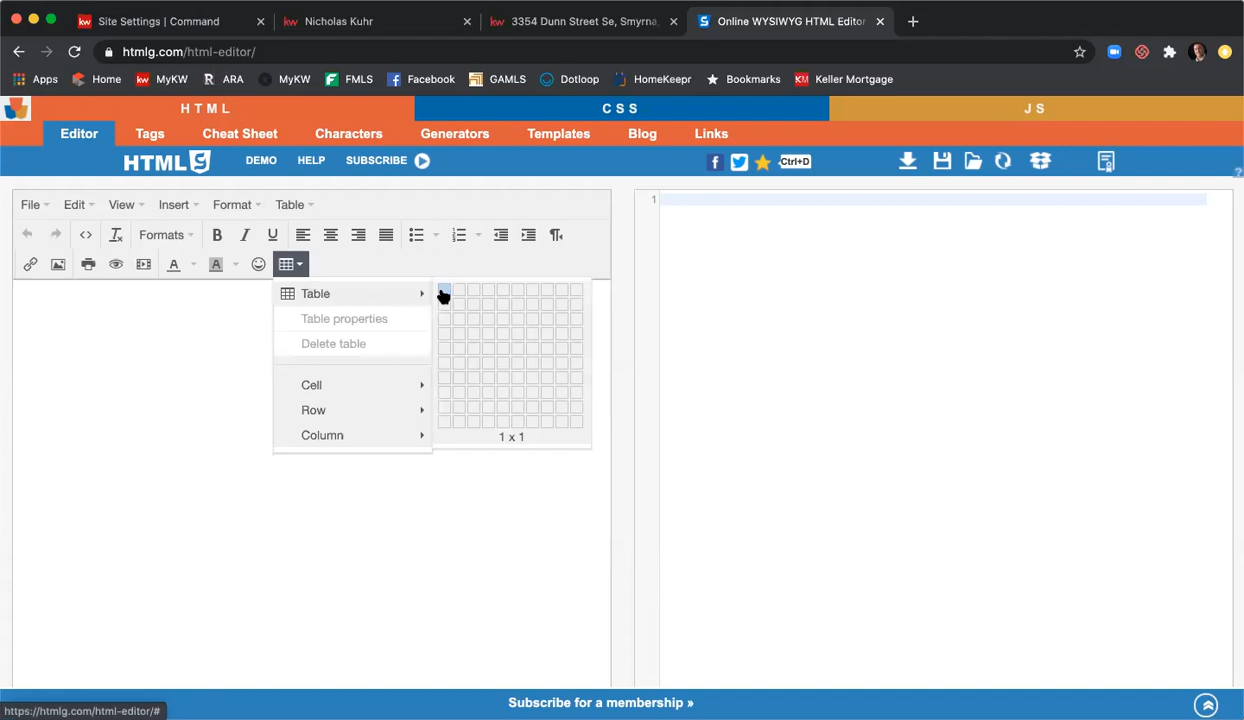 Site Settings | Command
Nicholas Kuhr
3354 Dunn Street Se, Smyrna,
Online WYSIWYG HTML Editor
htmlg.com/html-editor/
Apps Home MyKW ARA MyKW FMLS Facebook GAMLS Dotloop HomeKeepr Bookmarks Keller Mortgage
HTML CSS JS
Editor Tags Cheat Sheet Characters Generators Templates Blog Links
HTML5 DEMO HELP SUBSCRIBE Ctrl+D
?
File Edit View Insert Format Table
1
Formats B I U
A A
Table
Table properties
Delete table
Cell
Row
Column
1 x 1
Subscribe for a membership »
https://htmlg.com/html-editor/#